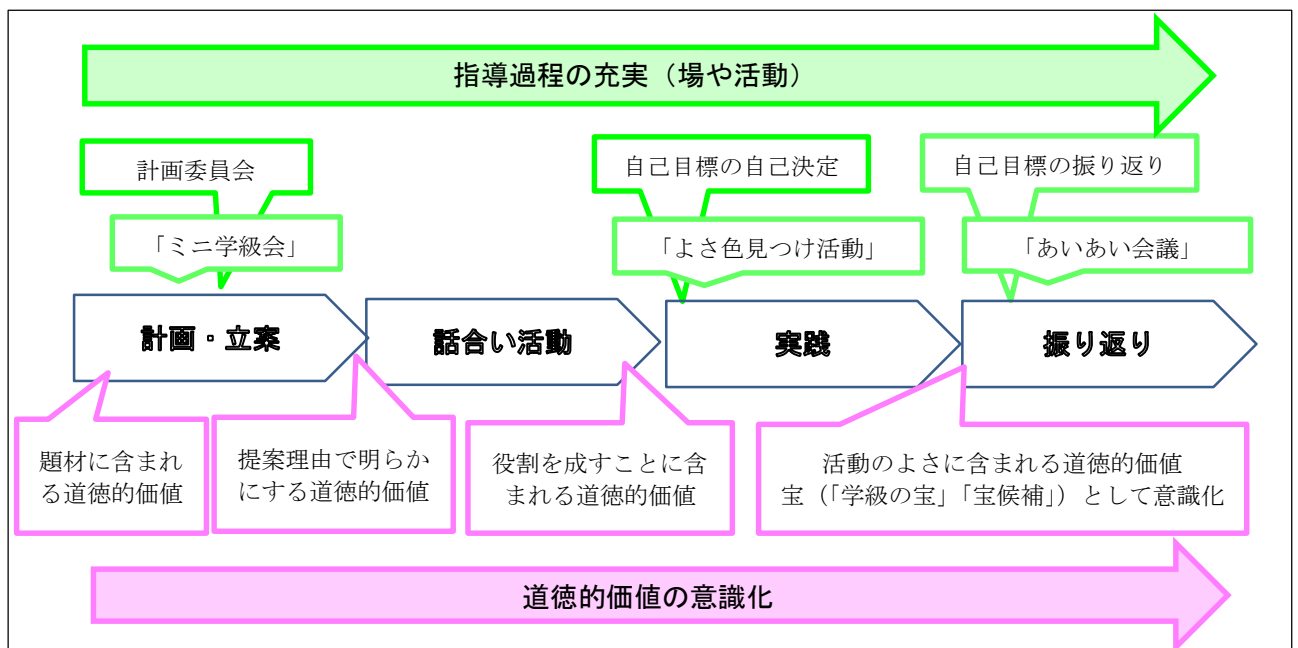 指導過程の充実（場や活動）
計画委員会
「ミニ学級会」
自己目標の自己決定
「よさ色見つけ活動」
自己目標の振り返り
「あいあい会議」
計画・立案
話合い活動
実践
振り返り
題材に含まれ
る道徳的価値
提案理由で明らか
にする道徳的価値
役割を成すことに含
まれる道徳的価値
活動のよさに含まれる道徳的価値
宝（「学級の宝」「宝候補」）として意識化
道徳的価値の意識化